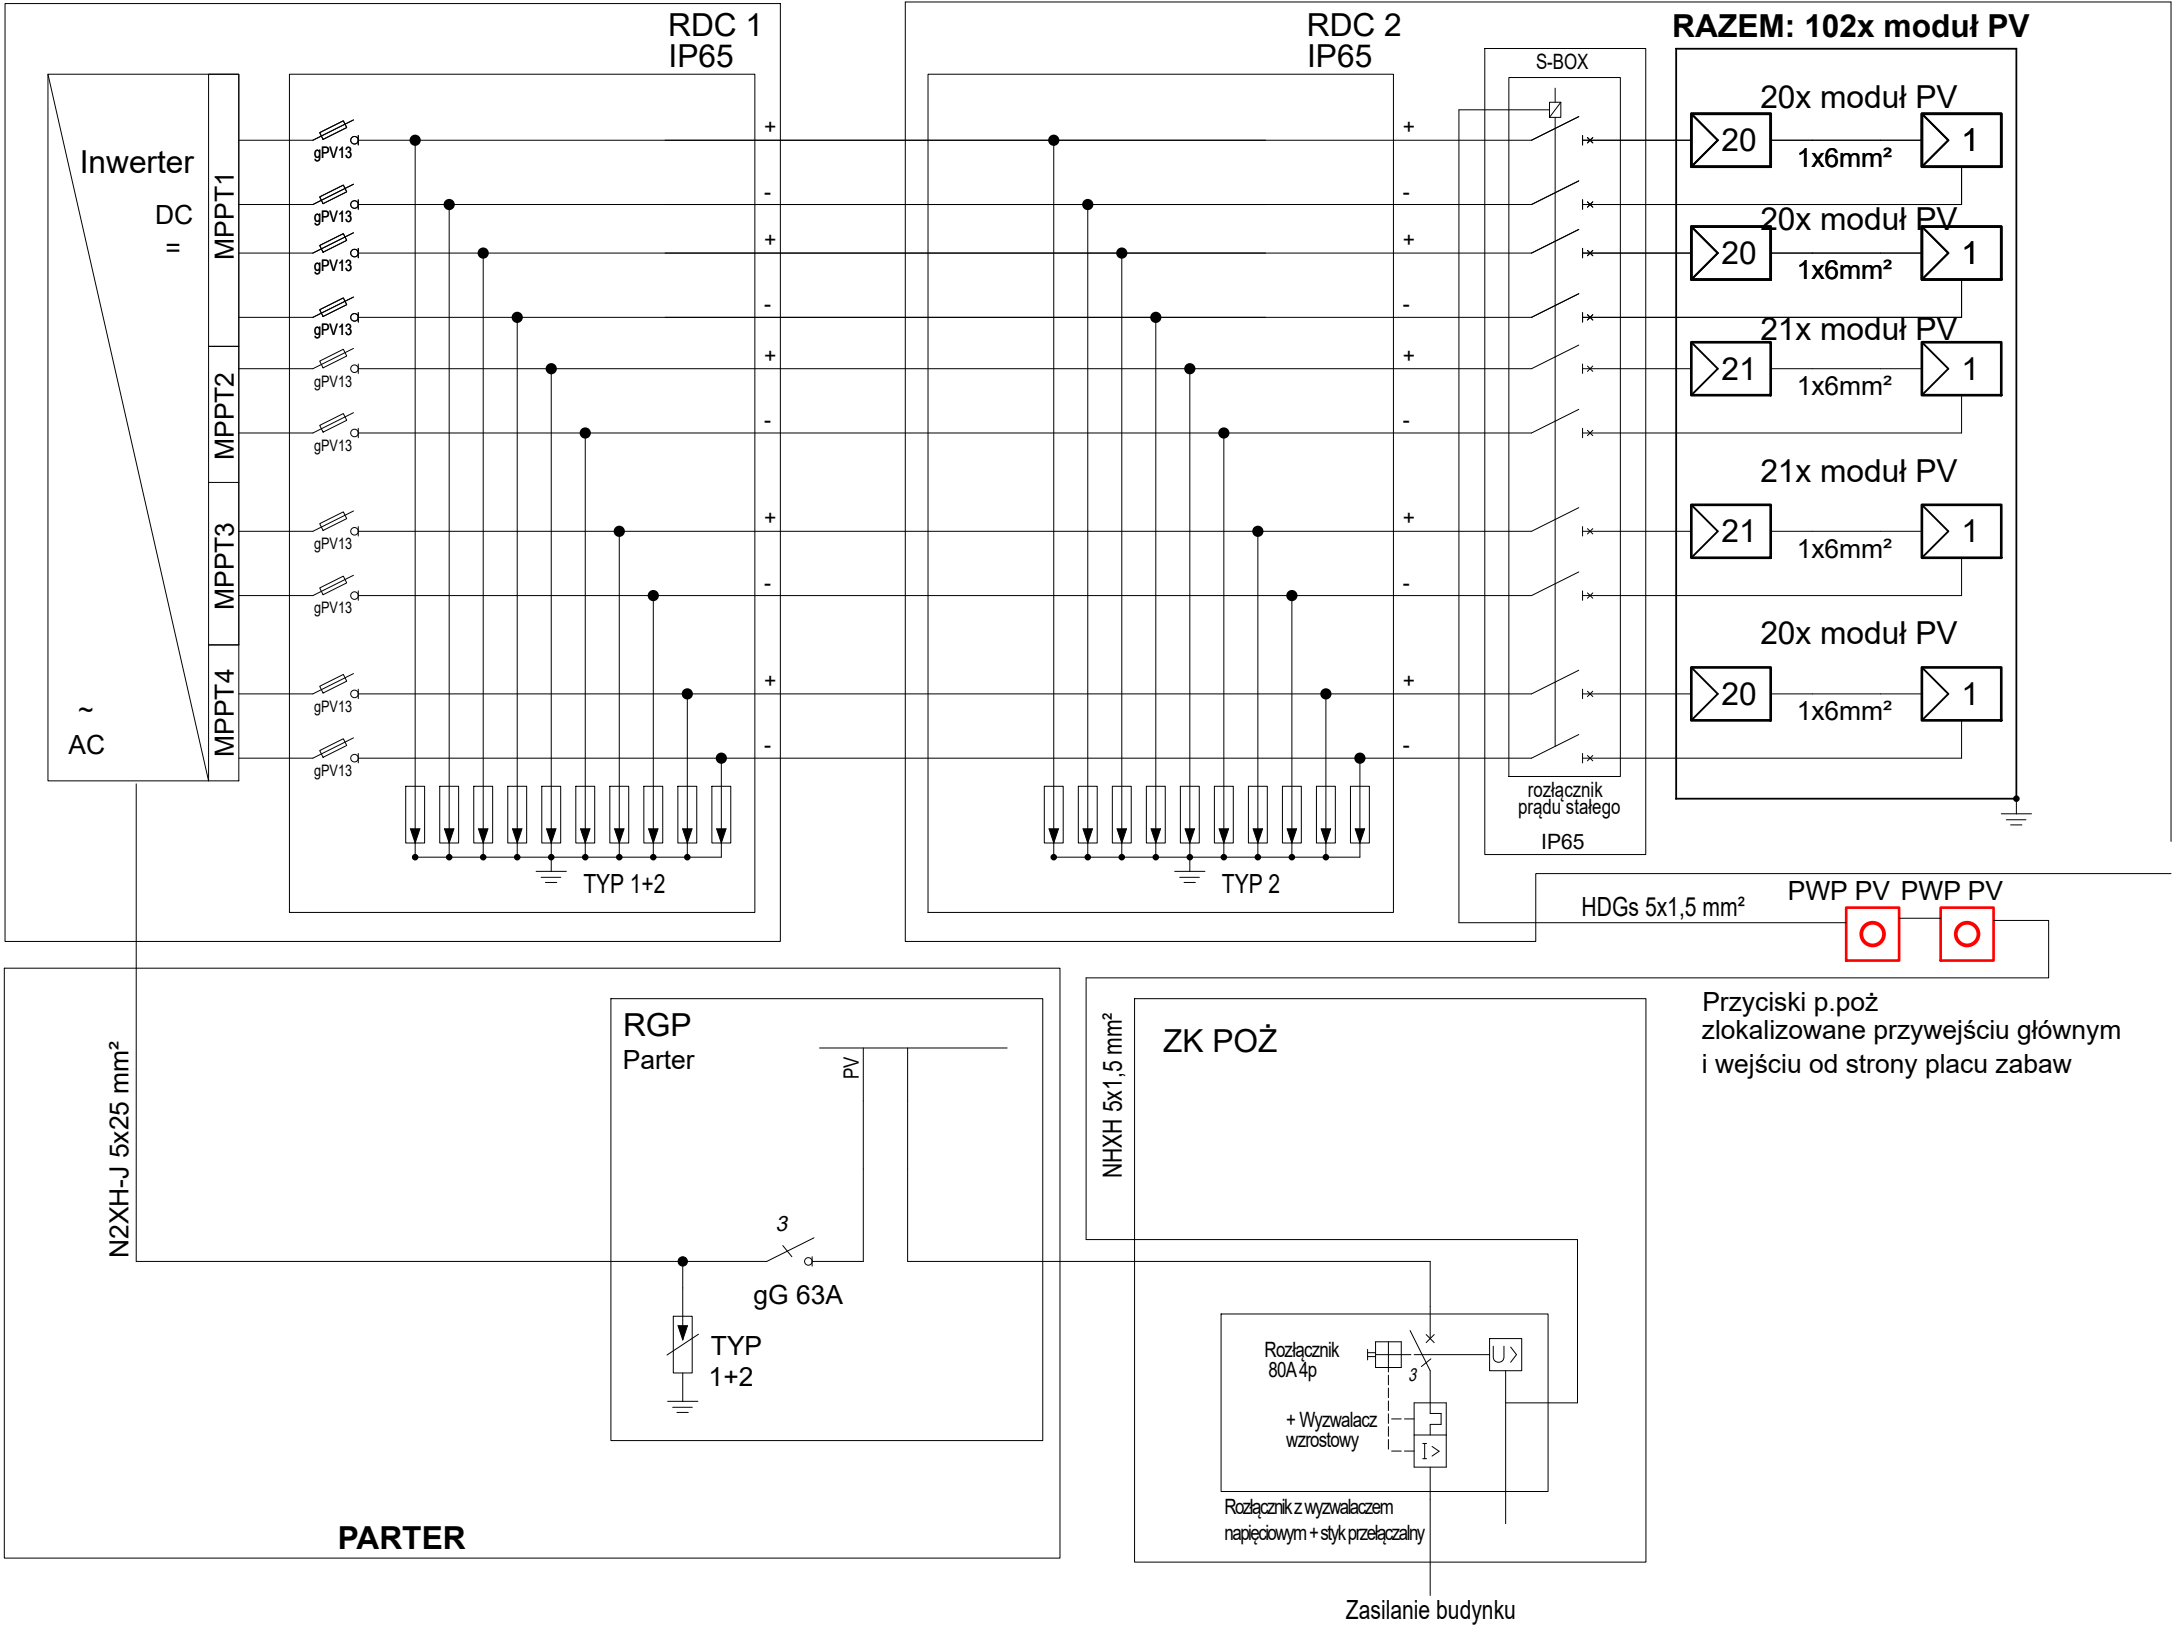 RDC 1
IP65
RDC 2
IP65
RAZEM: 102x moduł PV
S-BOX
Inwerter
DC
=
~
AC
MPPT1
MPPT2
MPPT3
MPPT4
gPV13
gPV13
gPV13
gPV13
gPV13
gPV13
gPV13
gPV13
gPV13
gPV13
+
-
+
-
+
-
+
-
+
-
TYP 1+2
+
-
+
-
+
-
+
-
+
-
TYP 2
rozłącznik
prądu stałego
IP65
20x moduł PV
20
1x6mm²
1
20x moduł PV
20
1x6mm²
1
21x moduł PV
21
1x6mm²
1
21x moduł PV
21
1x6mm²
1
20x moduł PV
20
1x6mm²
1
HDGs 5x1,5 mm²
PWP PV PWP PV
Przyciski p.poż
zlokalizowane przywejściu głównym
i wejściu od strony placu zabaw
N2XH-J 5x25 mm²
RGP
Parter
PV
3
gG 63A
TYP
1+2
PARTER
NHXH 5x1,5 mm²
ZK POŻ
Rozłącznik
80A 4p
3
U>
+ Wyzwalacz
wzrostowy
I>
Rozłącznik z wyzwalaczem
napięciowym + styk przełączalny
Zasilanie budynku